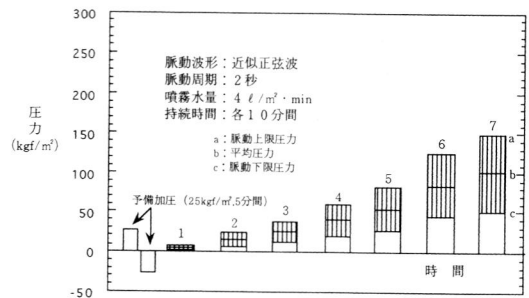 300
250
200
150
100
50
0
-50
圧力
(kgf/㎡)
脈動波形：近似正弦波
脈動周期：２秒
噴霧水量：４ℓ/㎡・min
持続時間：各１０分間
a：脈動上限圧力
b：平均圧力
c：脈動下限圧力
予備加圧（25kgf/㎡,5分間）
1
2
3
4
5
6
7
a
b
c
時間